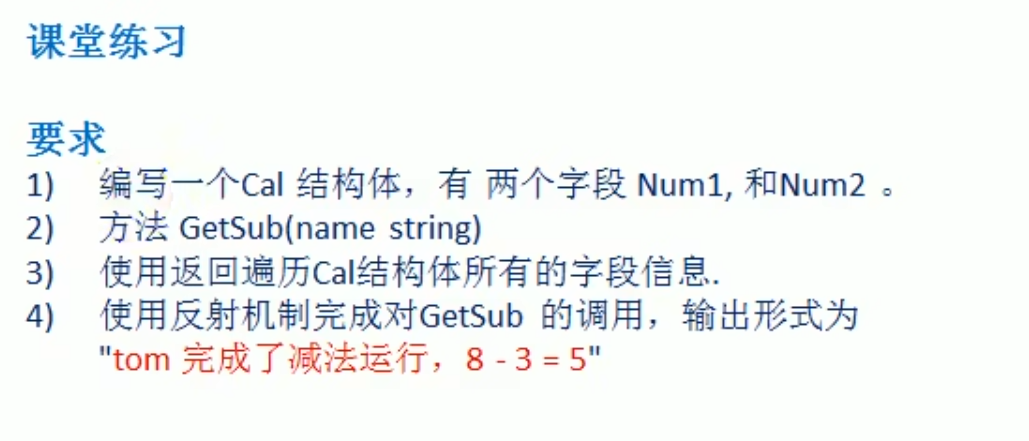 课堂练习
要求
1) 编写一个Cal 结构体，有 两个字段 Num1, 和Num2 。
2) 方法 GetSub(name string)
3) 使用返回遍历Cal结构体所有的字段信息.
4) 使用反射机制完成对GetSub 的调用，输出形式为
"tom 完成了减法运行，8 - 3 = 5"